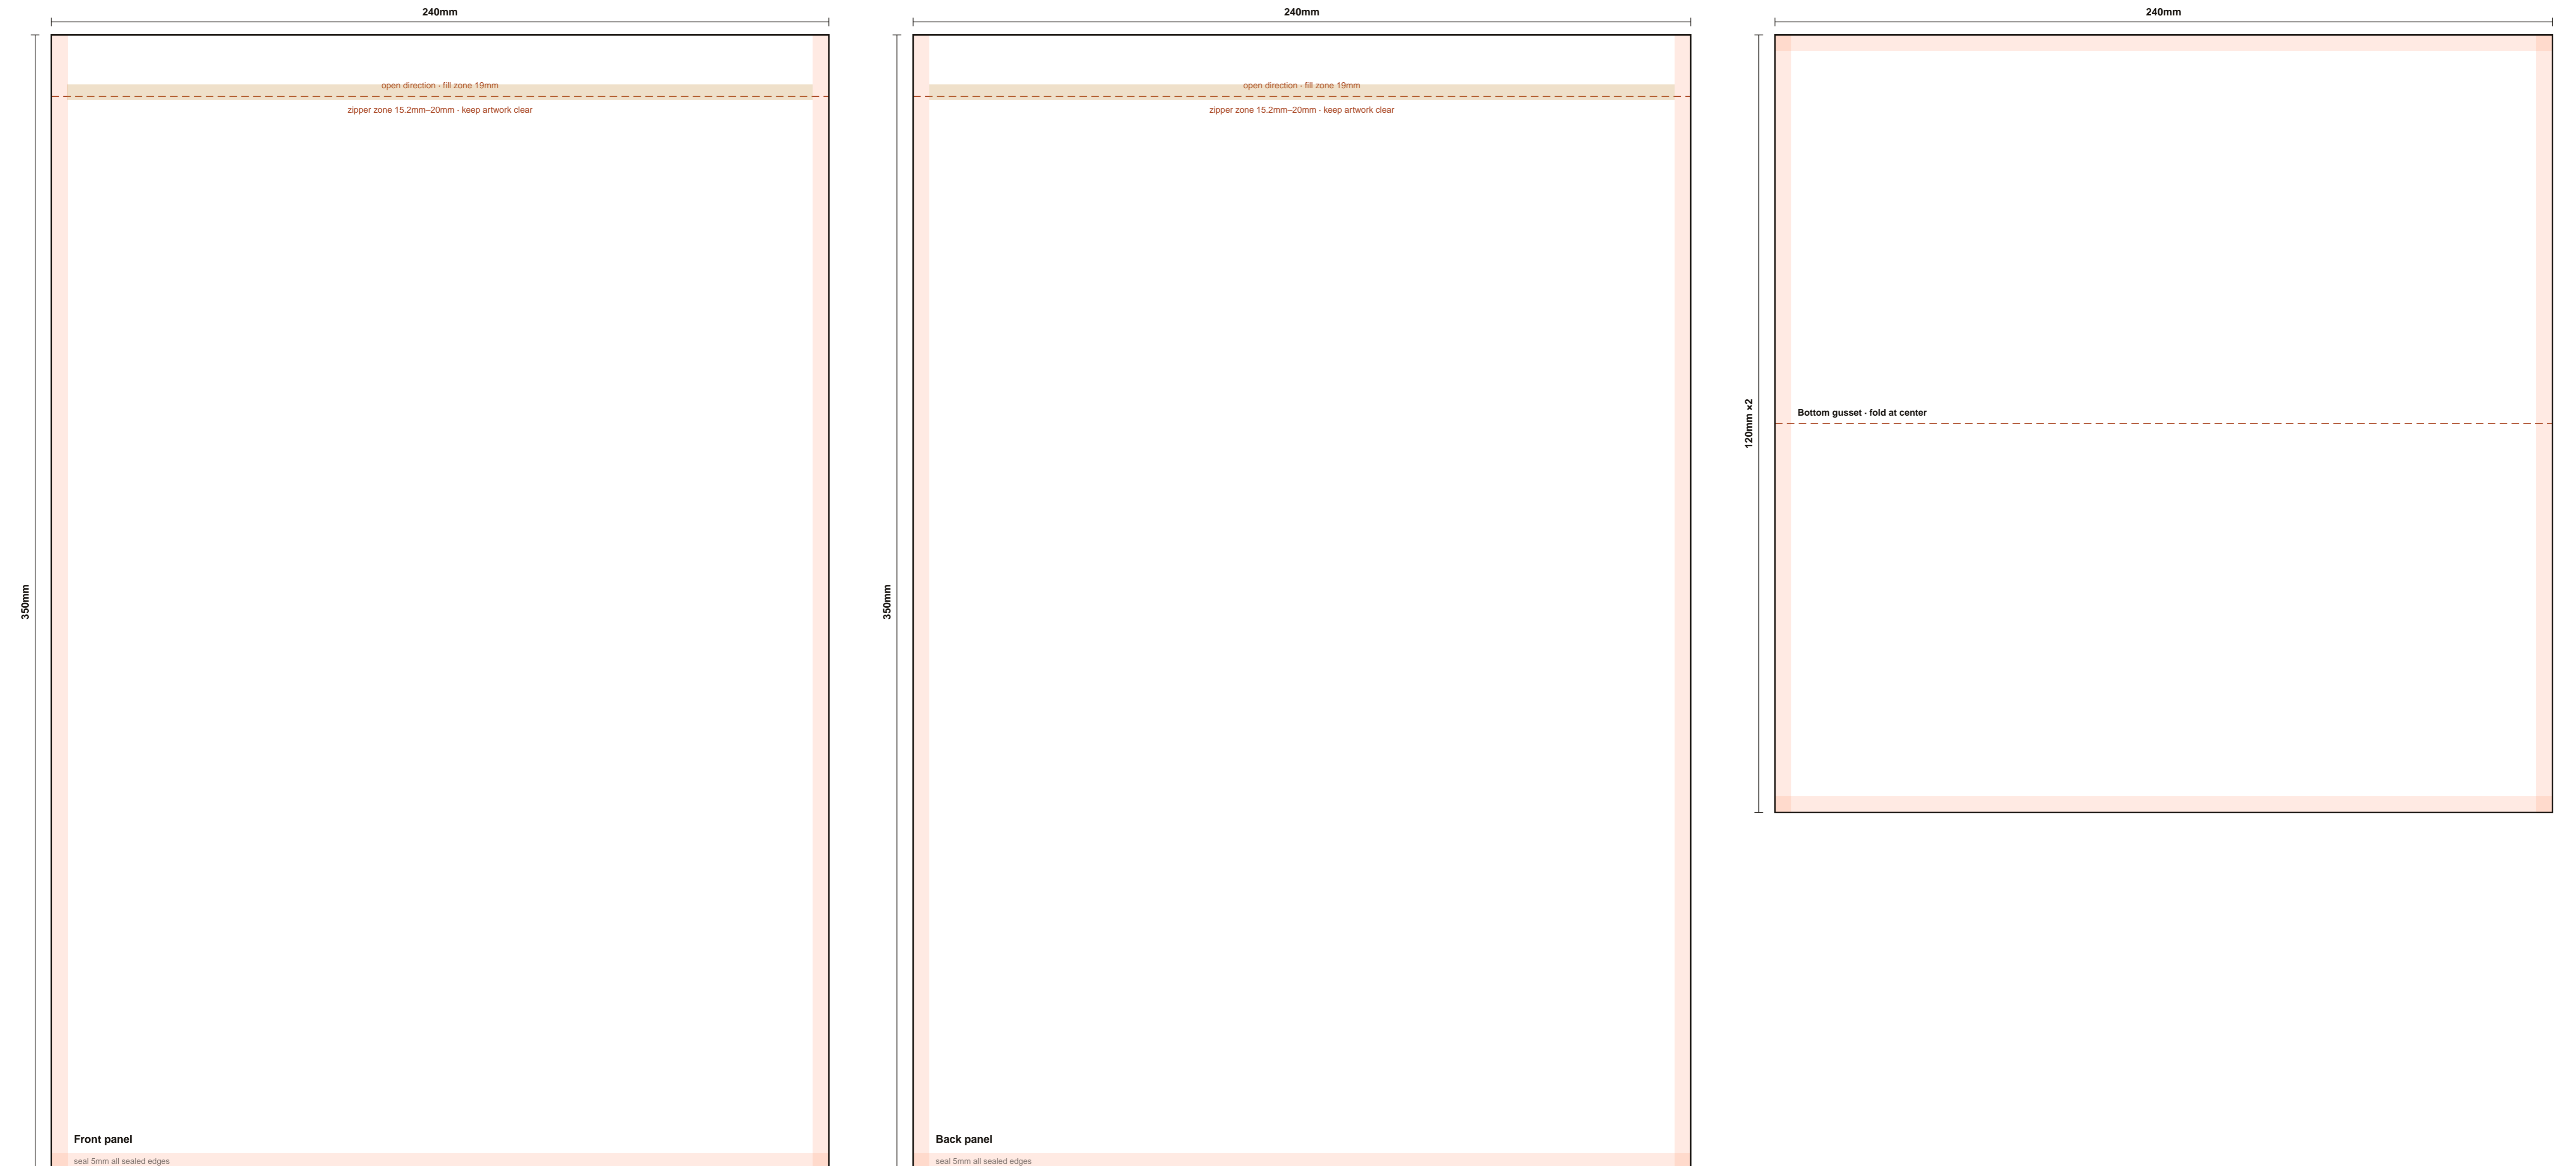 240mm
open direction - fill zone 19mm
zipper zone 15.2mm–20mm - keep artwork clear
350mm
Front panel
seal 5mm all sealed edges
240mm
open direction - fill zone 19mm
zipper zone 15.2mm–20mm - keep artwork clear
350mm
Back panel
seal 5mm all sealed edges
240mm
120mm ×2
Bottom gusset - fold at center